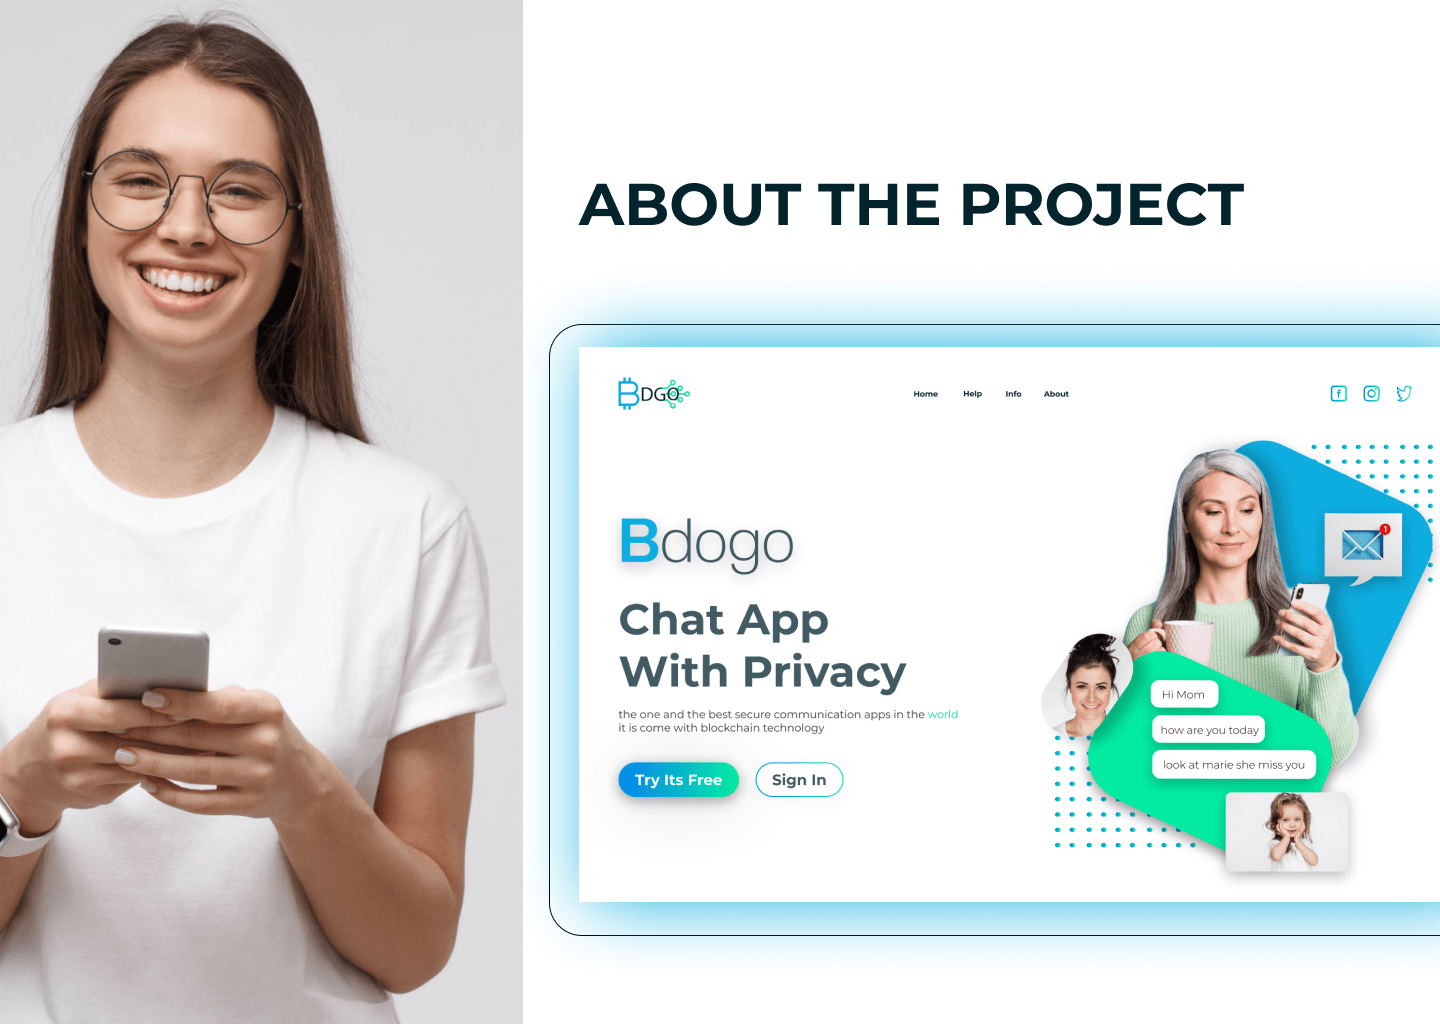 ABOUT THE PROJECT
BDGO
Home Help Info About
Bdogo
Chat App
With Privacy
the one and the best secure communication apps in the world
it is come with blockchain technology
Try Its Free Sign In
1
Hi Mom
how are you today
look at marie she miss you